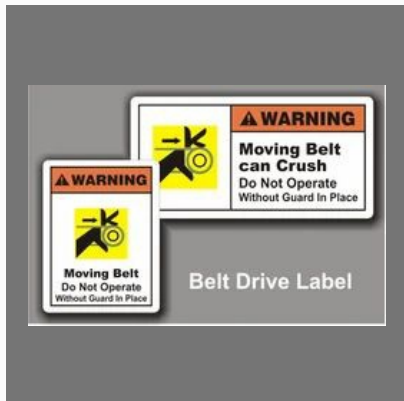 WARNING
Moving Belt
can Crush
Do Not Operate
Without Guard In Place
WARNING
Moving Belt
Do Not Operate
Without Guard In Place
Belt Drive Label